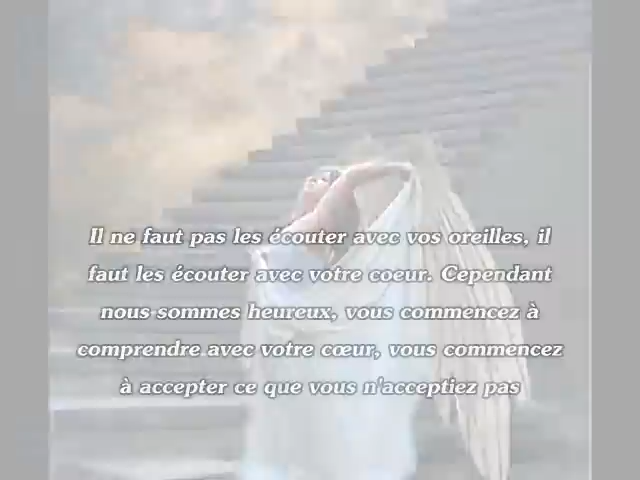 Il ne faut pas les écouter avec vos oreilles, il
faut les écouter avec votre coeur. Cependant
nous sommes heureux, vous commencez à
comprendre avec votre cœur, vous commencez
à accepter ce que vous n'acceptiez pas